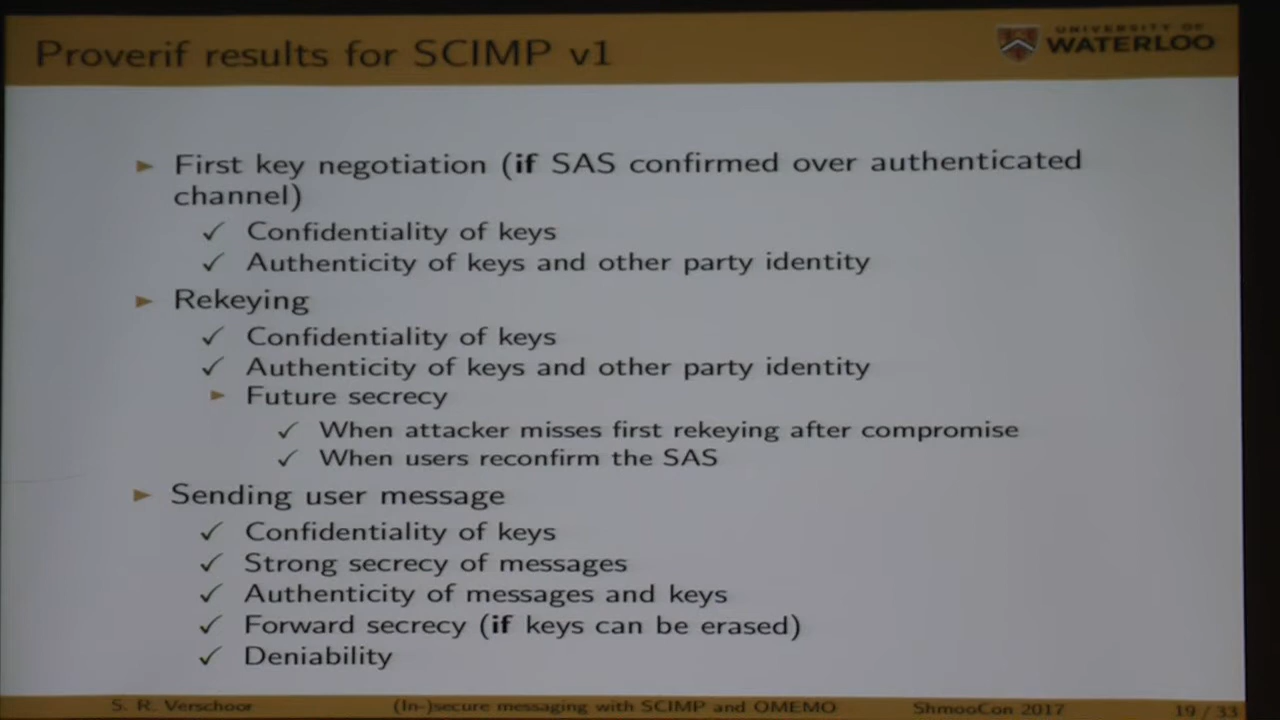 Proverif results for SCIMP v1
UNIVERSITY OF
WATERLOO
First key negotiation (if SAS confirmed over authenticated
channel)
✓ Confidentiality of keys
✓ Authenticity of keys and other party identity
Rekeying
✓ Confidentiality of keys
✓ Authenticity of keys and other party identity
Future secrecy
✓ When attacker misses first rekeying after compromise
✓ When users reconfirm the SAS
Sending user message
✓ Confidentiality of keys
✓ Strong secrecy of messages
✓ Authenticity of messages and keys
✓ Forward secrecy (if keys can be erased)
✓ Deniability
S. R. Verschoor (In-)secure messaging with SCIMP and OMEMO ShmooCon 2017 19 / 33